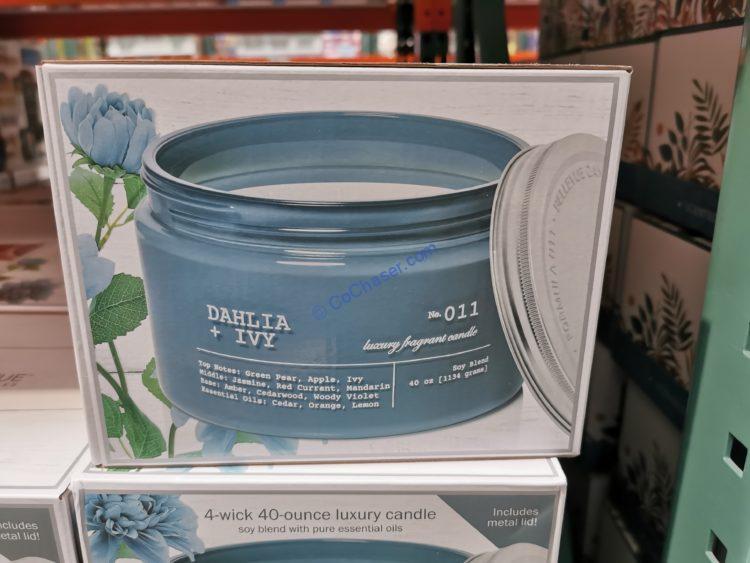 DAHLIA
+ IVY
No. 011
luxury fragrant candle
Top Notes: Green Pear, Apple, Ivy
Middle: Jasmine, Red Currant, Mandarin
Base: Amber, Cedarwood, Woody Violet
Essential Oils: Cedar, Orange, Lemon
Soy Blend
40 oz [1134 grams]
© CoChaser.com
4-wick 40-ounce luxury candle
soy blend with pure essential oils
Includes
metal lid!